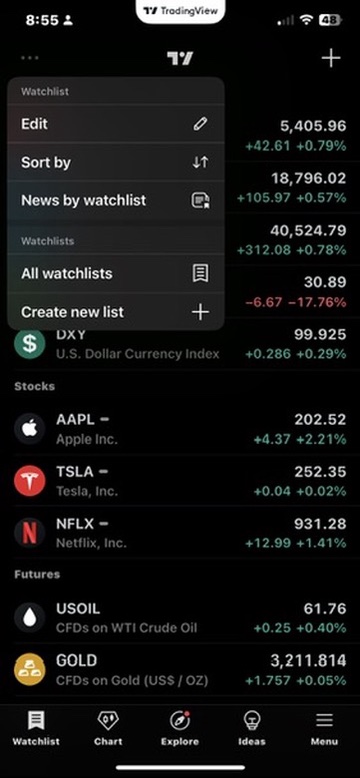 8:55
TradingView
48
Watchlist
Edit
5,405.96
+42.61 +0.79%
Sort by
18,796.02
+105.97 +0.57%
News by watchlist
Watchlists
40,524.79
+312.08 +0.78%
All watchlists
30.89
−6.67 −17.76%
Create new list
DXY
99.925
U.S. Dollar Currency Index
+0.286 +0.29%
Stocks
AAPL
202.52
Apple Inc.
+4.37 +2.21%
TSLA
252.35
Tesla, Inc.
+0.04 +0.02%
NFLX
931.28
Netflix, Inc.
+12.99 +1.41%
Futures
USOIL
61.76
CFDs on WTI Crude Oil
+0.25 +0.40%
GOLD
3,211.814
CFDs on Gold (US$ / OZ)
+1.757 +0.05%
Watchlist
Chart
Explore
Ideas
Menu